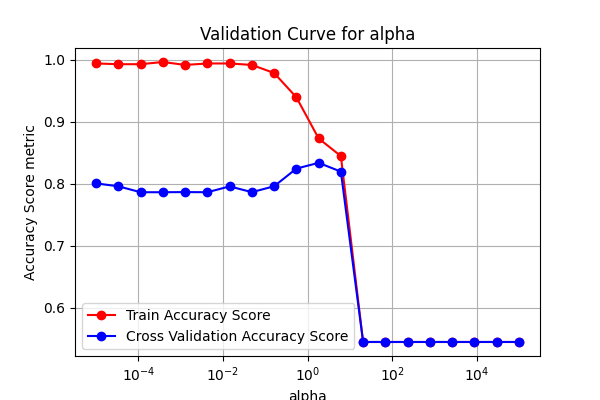 Validation Curve for alpha
Accuracy Score metric
1.0
0.9
0.8
0.7
0.6
Train Accuracy Score
Cross Validation Accuracy Score
10⁻⁴ 10⁻² 10⁰ 10² 10⁴
alpha